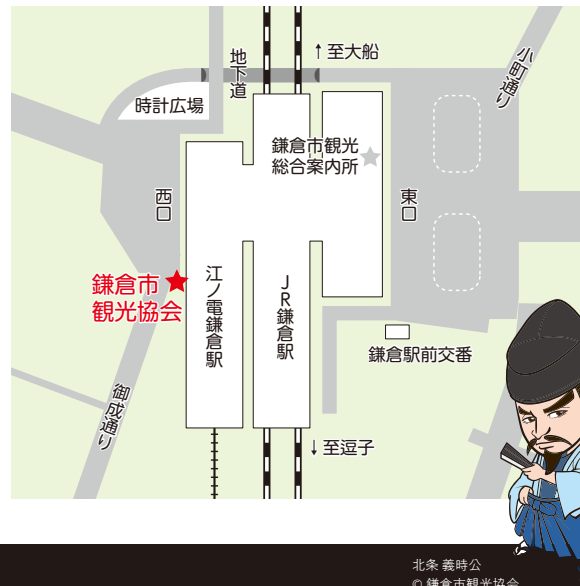 ↑至大船
小町通り
地下道
時計広場
鎌倉市観光
総合案内所
西口
東口
鎌倉市
観光協会
江ノ電鎌倉駅
JR鎌倉駅
鎌倉駅前交番
御成通り
↓至逗子
北条 義時公
© 鎌倉市観光協会